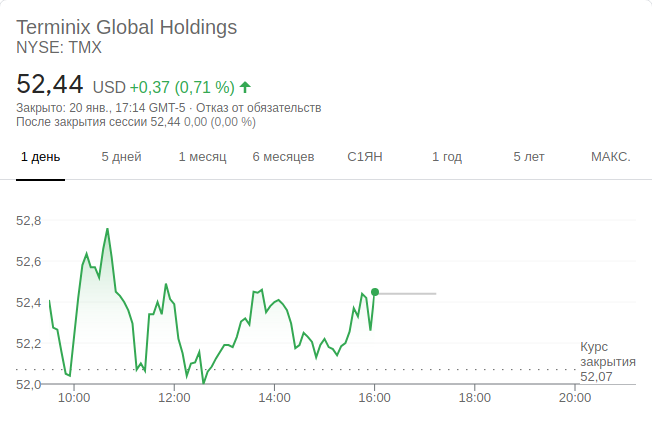 Terminix Global Holdings
NYSE: TMX
52,44 USD +0,37 (0,71 %)
Закрыто: 20 янв., 17:14 GMT-5 · Отказ от обязательств
После закрытия сессии 52,44 0,00 (0,00 %)
1 день 5 дней 1 месяц 6 месяцев С1ЯН 1 год 5 лет МАКС.
52,8
52,6
52,4
52,2
52,0
Курс
закрытия
52,07
10:00 12:00 14:00 16:00 18:00 20:00